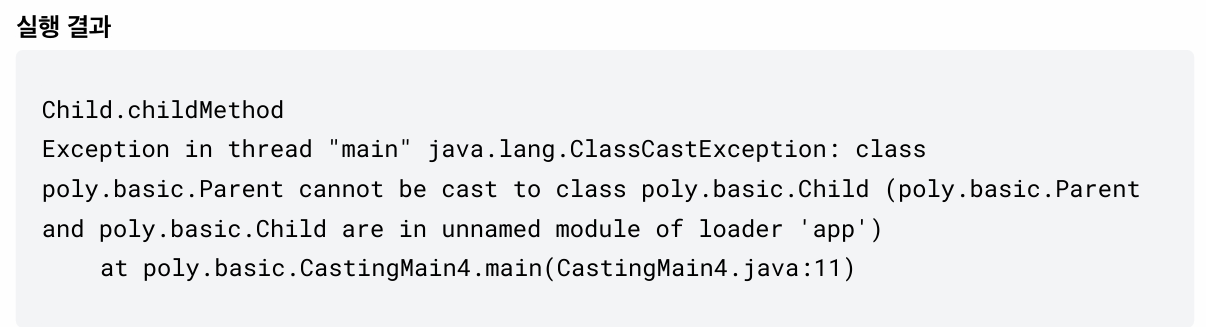 실행 결과
Child.childMethod
Exception in thread "main" java.lang.ClassCastException: class
poly.basic.Parent cannot be cast to class poly.basic.Child (poly.basic.Parent
and poly.basic.Child are in unnamed module of loader 'app')
    at poly.basic.CastingMain4.main(CastingMain4.java:11)